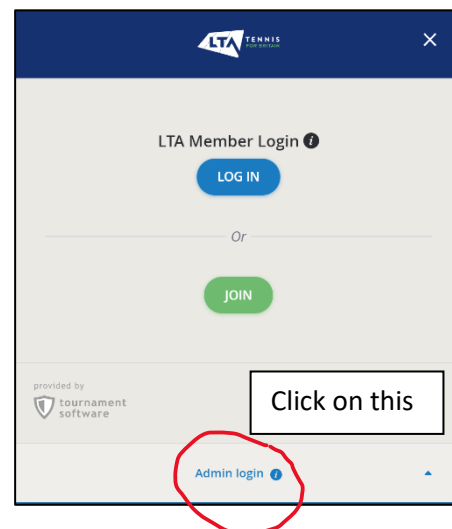 LTA TENNIS
FOR BRITAIN
LTA Member Login
LOG IN
Or
JOIN
provided by
tournament
software
Click on this
Admin login